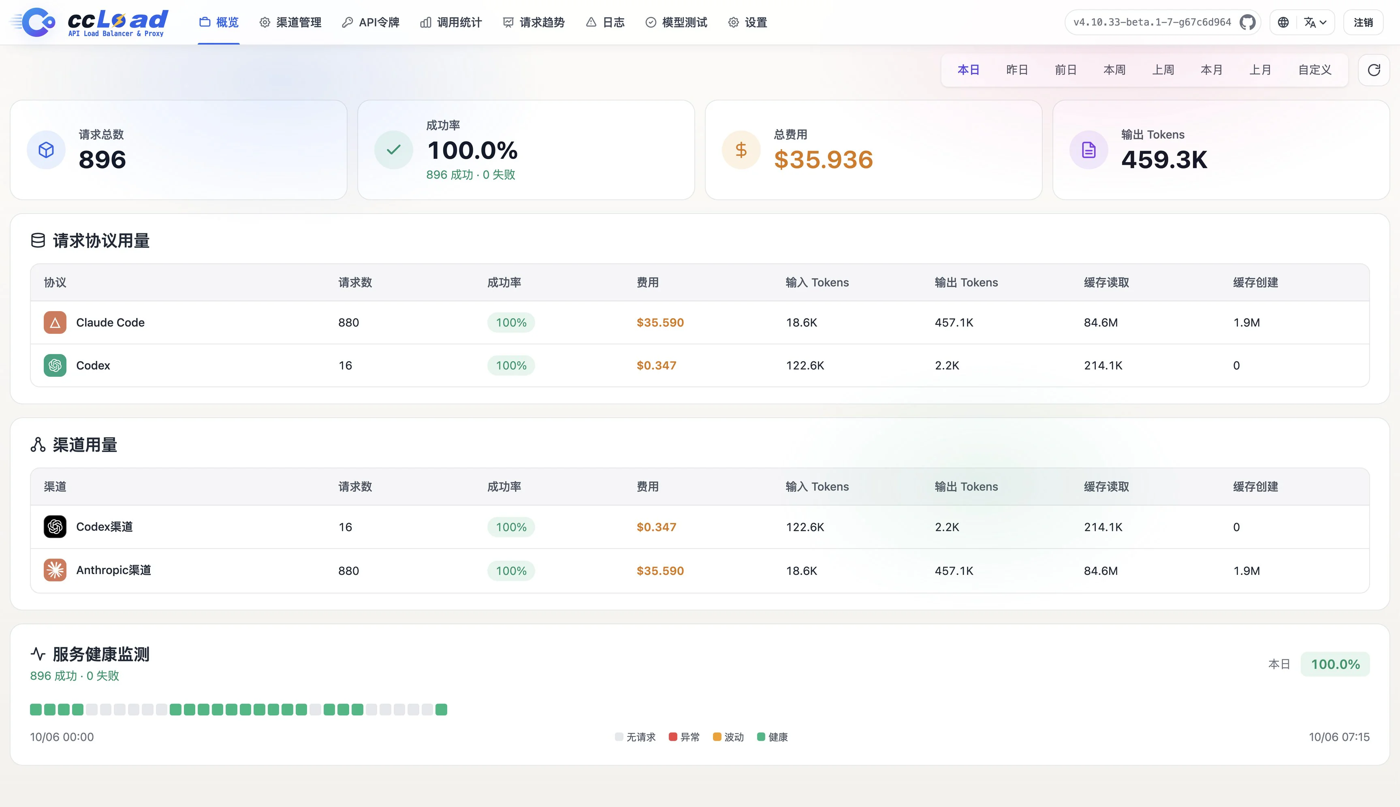 ccLoad
API Load Balancer & Proxy
概览
渠道管理
API令牌
调用统计
请求趋势
日志
模型测试
设置
v4.10.33-beta.1-7-g67c6d964
注销
本日 昨日 前日 本周 上周 本月 上月 自定义
请求总数
896
成功率
100.0%
896 成功 · 0 失败
总费用
$35.936
输出 Tokens
459.3K
请求协议用量
协议 请求数 成功率 费用 输入 Tokens 输出 Tokens 缓存读取 缓存创建
Claude Code 880 100% $35.590 18.6K 457.1K 84.6M 1.9M
Codex 16 100% $0.347 122.6K 2.2K 214.1K 0
渠道用量
渠道 请求数 成功率 费用 输入 Tokens 输出 Tokens 缓存读取 缓存创建
Codex渠道 16 100% $0.347 122.6K 2.2K 214.1K 0
Anthropic渠道 880 100% $35.590 18.6K 457.1K 84.6M 1.9M
服务健康监测
896 成功 · 0 失败
本日 100.0%
10/06 00:00
无请求 异常 波动 健康
10/06 07:15